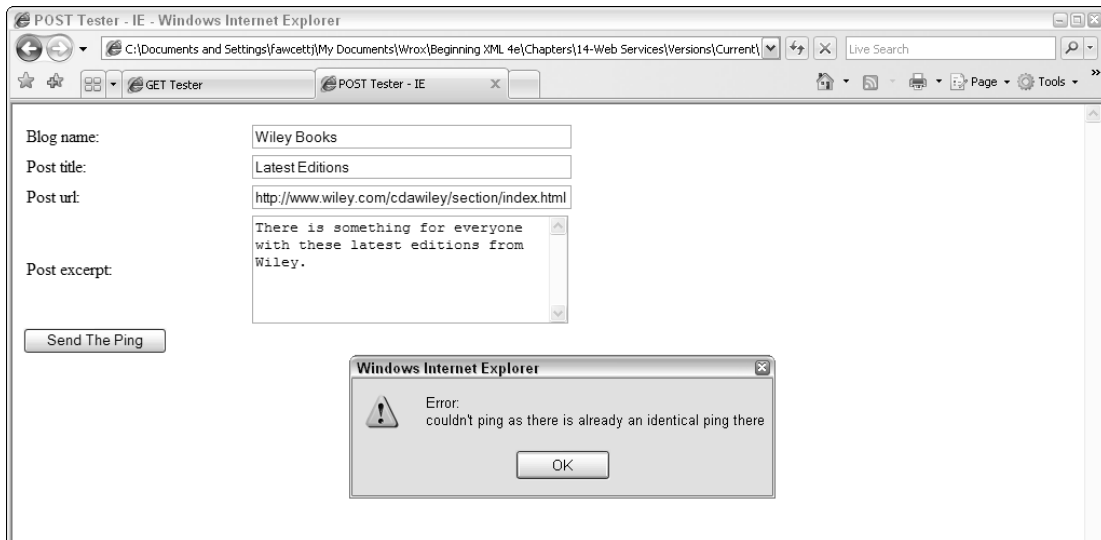 POST Tester - IE - Windows Internet Explorer
C:\Documents and Settings\fawcettj\My Documents\Wrox\Beginning XML 4e\Chapters\14-Web Services\Versions\Current\
Live Search
GET Tester
POST Tester - IE
Page
Tools
Blog name:
Wiley Books
Post title:
Latest Editions
Post url:
http://www.wiley.com/cdawiley/section/index.html
Post excerpt:
There is something for everyone
with these latest editions from
Wiley.
Send The Ping
Windows Internet Explorer
Error:
couldn't ping as there is already an identical ping there
OK